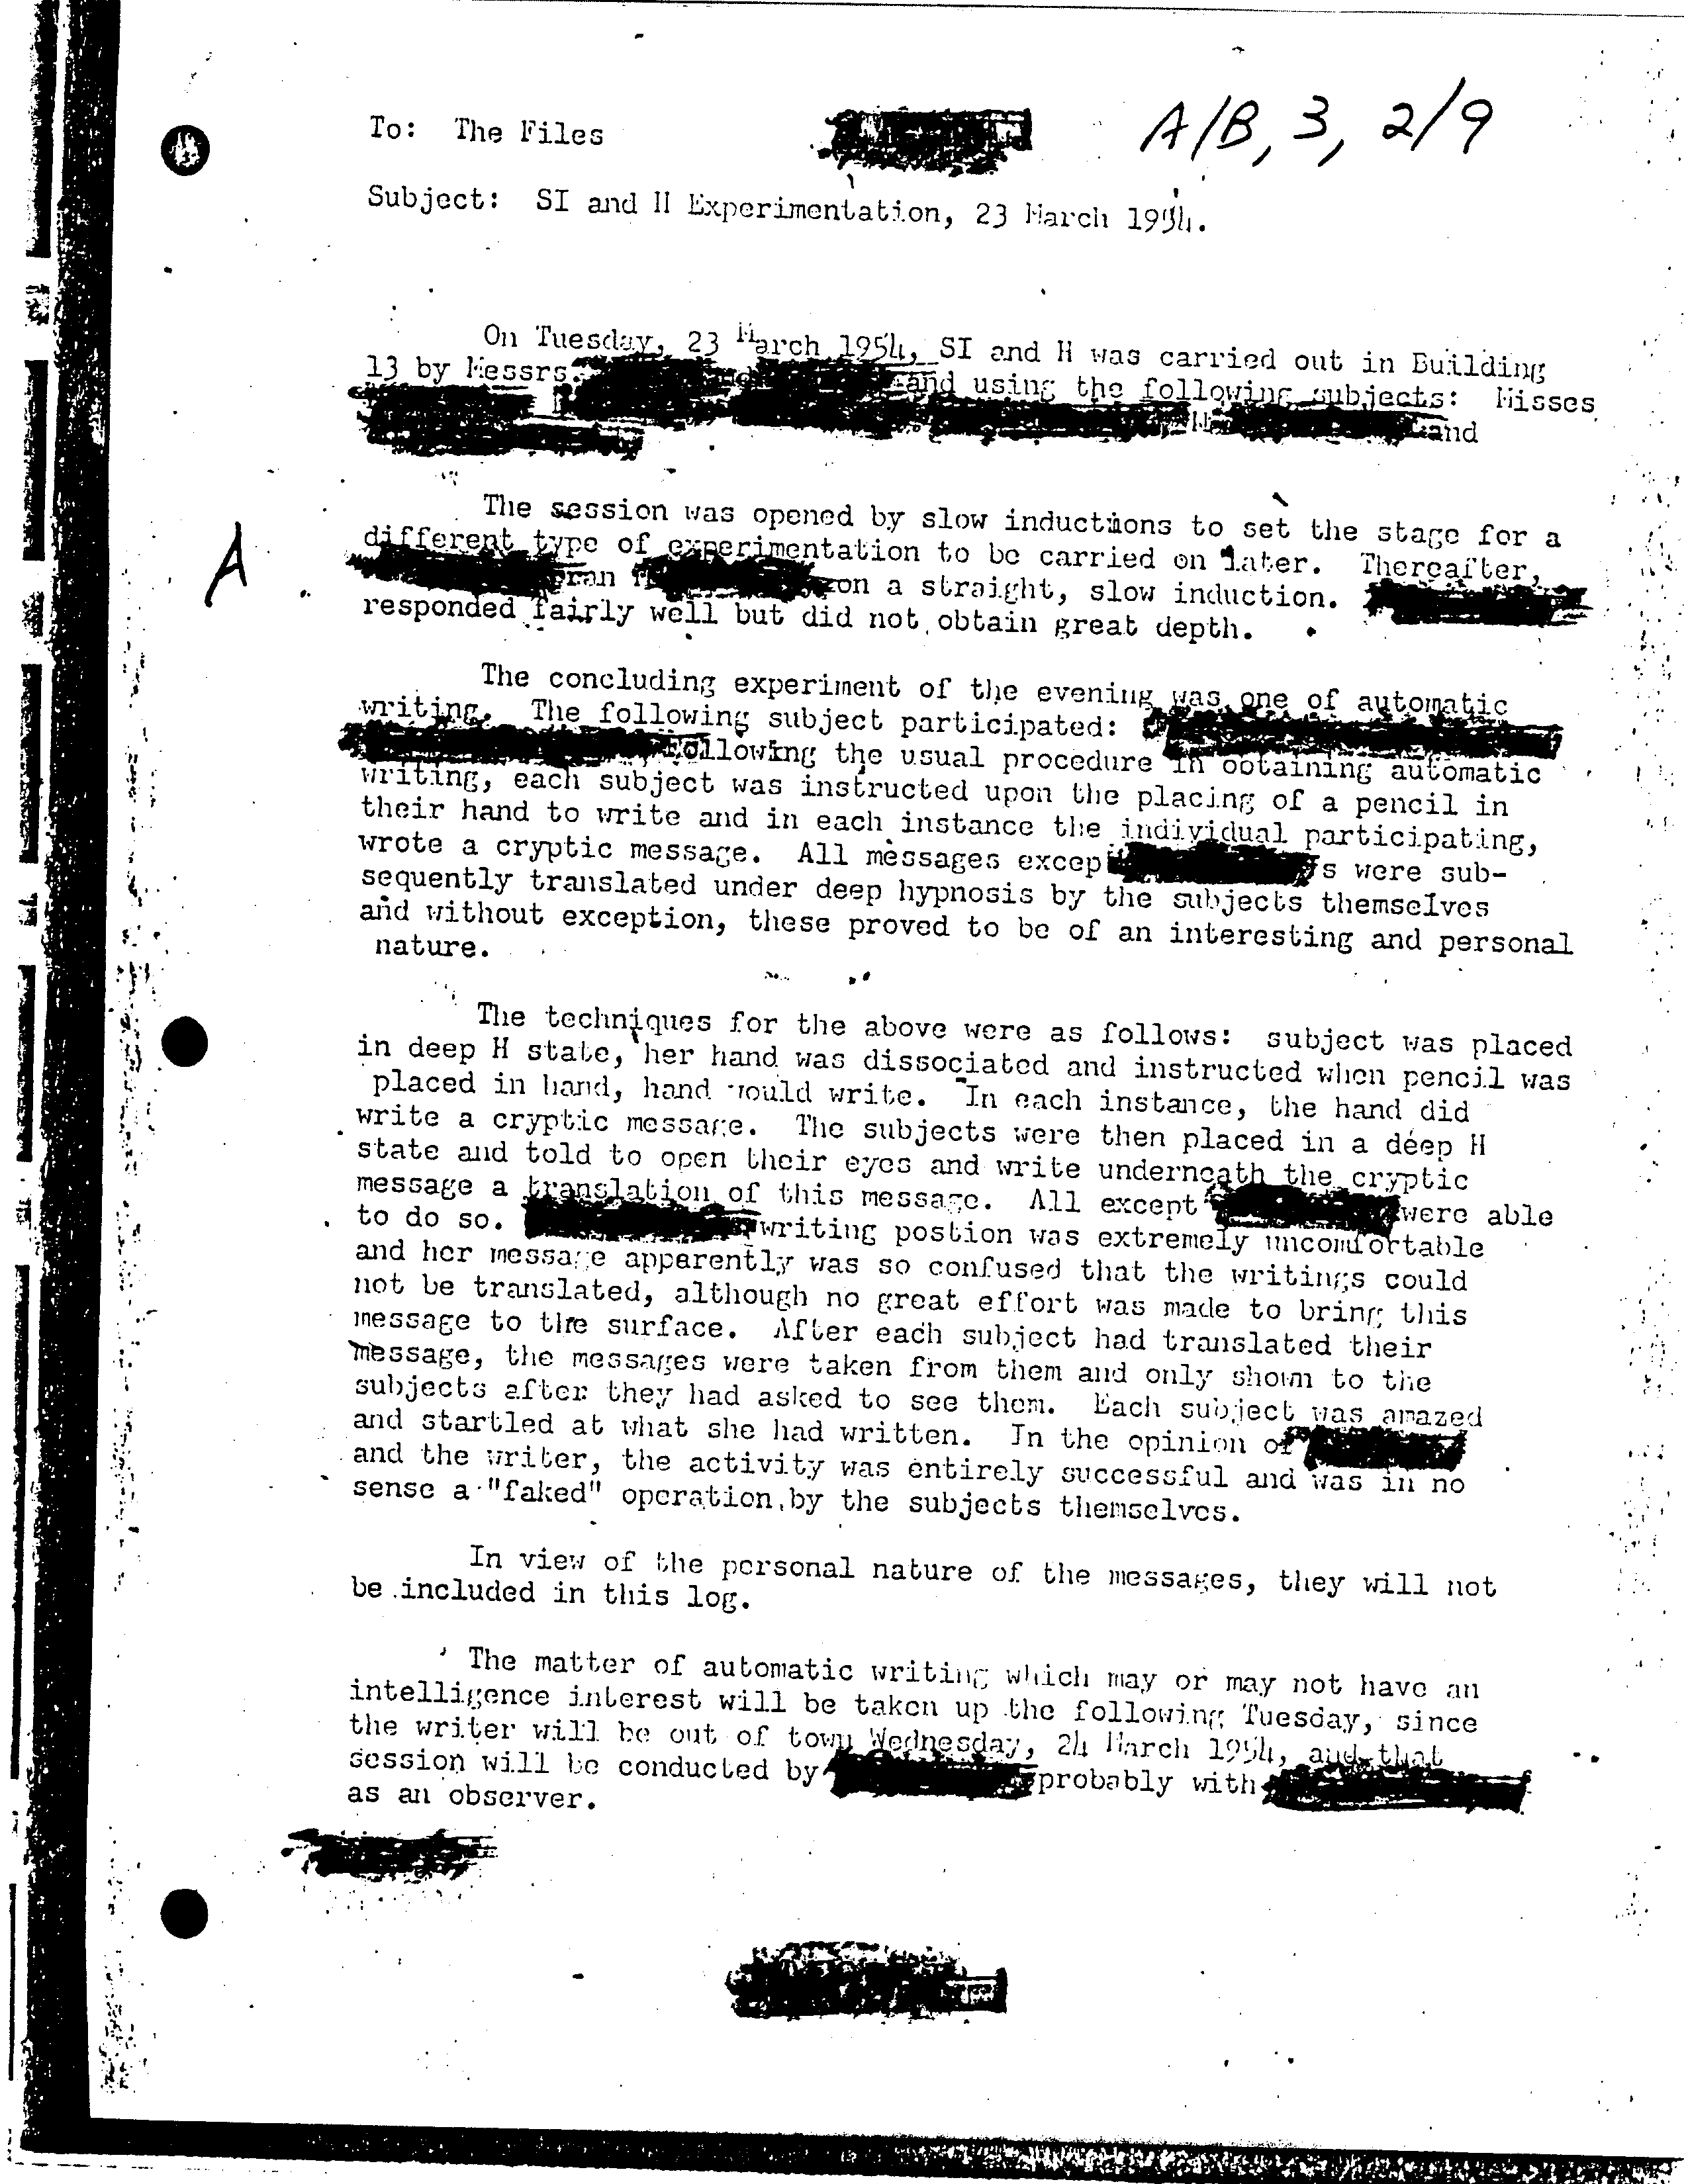 A/B, 3, 2/9
To: The Files
Subject: SI and H Experimentation, 23 March 1954.
On Tuesday, 23 March 1954, SI and H was carried out in Building
13 by Messrs. and using the following subjects: Misses
and
The session was opened by slow inductions to set the stage for a
different type of experimentation to be carried on later. Thereafter,
ran on a straight, slow induction.
responded fairly well but did not obtain great depth.
A
The concluding experiment of the evening was one of automatic
writing. The following subject participated:
Following the usual procedure in obtaining automatic
writing, each subject was instructed upon the placing of a pencil in
their hand to write and in each instance the individual participating,
wrote a cryptic message. All messages except 's were sub-
sequently translated under deep hypnosis by the subjects themselves
and without exception, these proved to be of an interesting and personal
nature.
The techniques for the above were as follows: subject was placed
in deep H state, her hand was dissociated and instructed when pencil was
placed in hand, hand would write. In each instance, the hand did
write a cryptic message. The subjects were then placed in a deep H
state and told to open their eyes and write underneath the cryptic
message a translation of this message. All except were able
to do so. writing postion was extremely uncomfortable
and her message apparently was so confused that the writings could
not be translated, although no great effort was made to bring this
message to the surface. After each subject had translated their
message, the messages were taken from them and only shown to the
subjects after they had asked to see them. Each subject was amazed
and startled at what she had written. In the opinion of
and the writer, the activity was entirely successful and was in no
sense a "faked" operation by the subjects themselves.
In view of the personal nature of the messages, they will not
be included in this log.
The matter of automatic writing which may or may not have an
intelligence interest will be taken up the following Tuesday, since
the writer will be out of town Wednesday, 24 March 1954, and that
session will be conducted by probably with
as an observer.